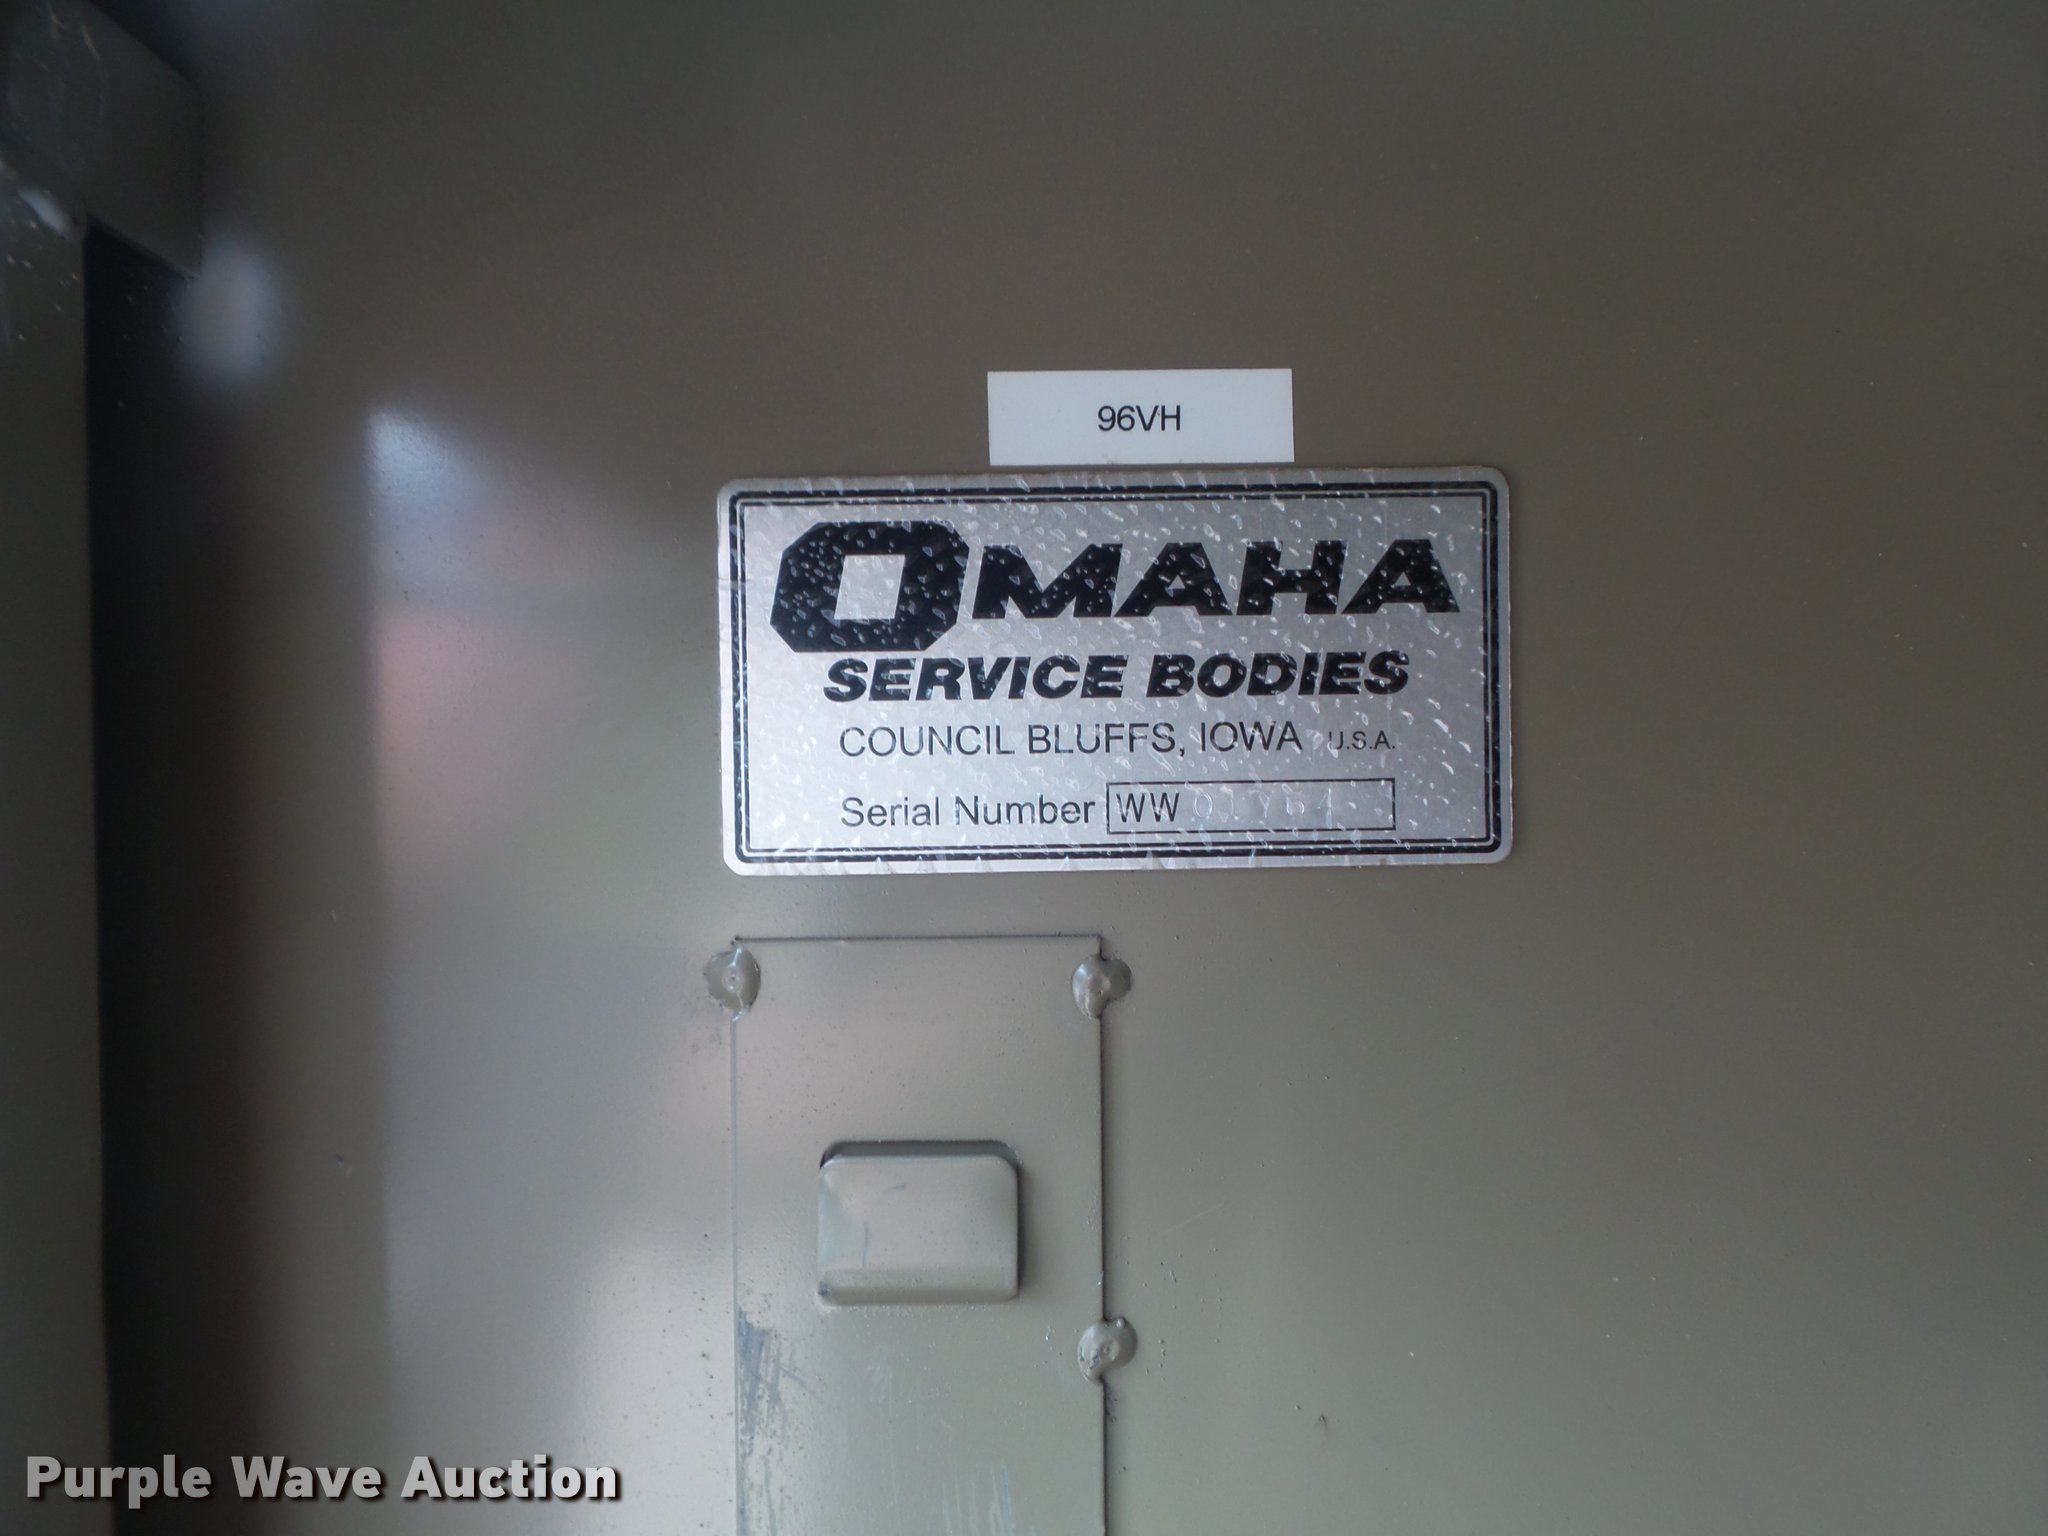 96VH
OMAHA
SERVICE BODIES
COUNCIL BLUFFS, IOWA U.S.A.
Serial Number WW
Purple Wave Auction